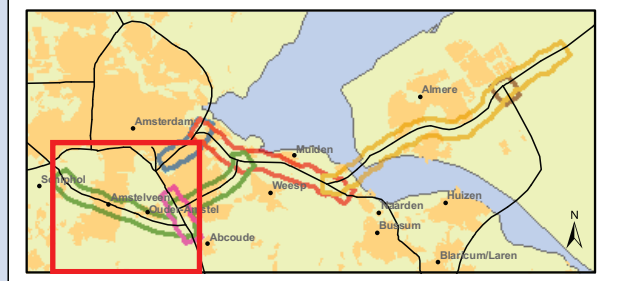 Almere
Amsterdam
Muiden
Schiphol
Weesp
Amstelveen
Huizen
Ouder-Amstel
Naarden
N
Bussum
Abcoude
Blaricum/Laren